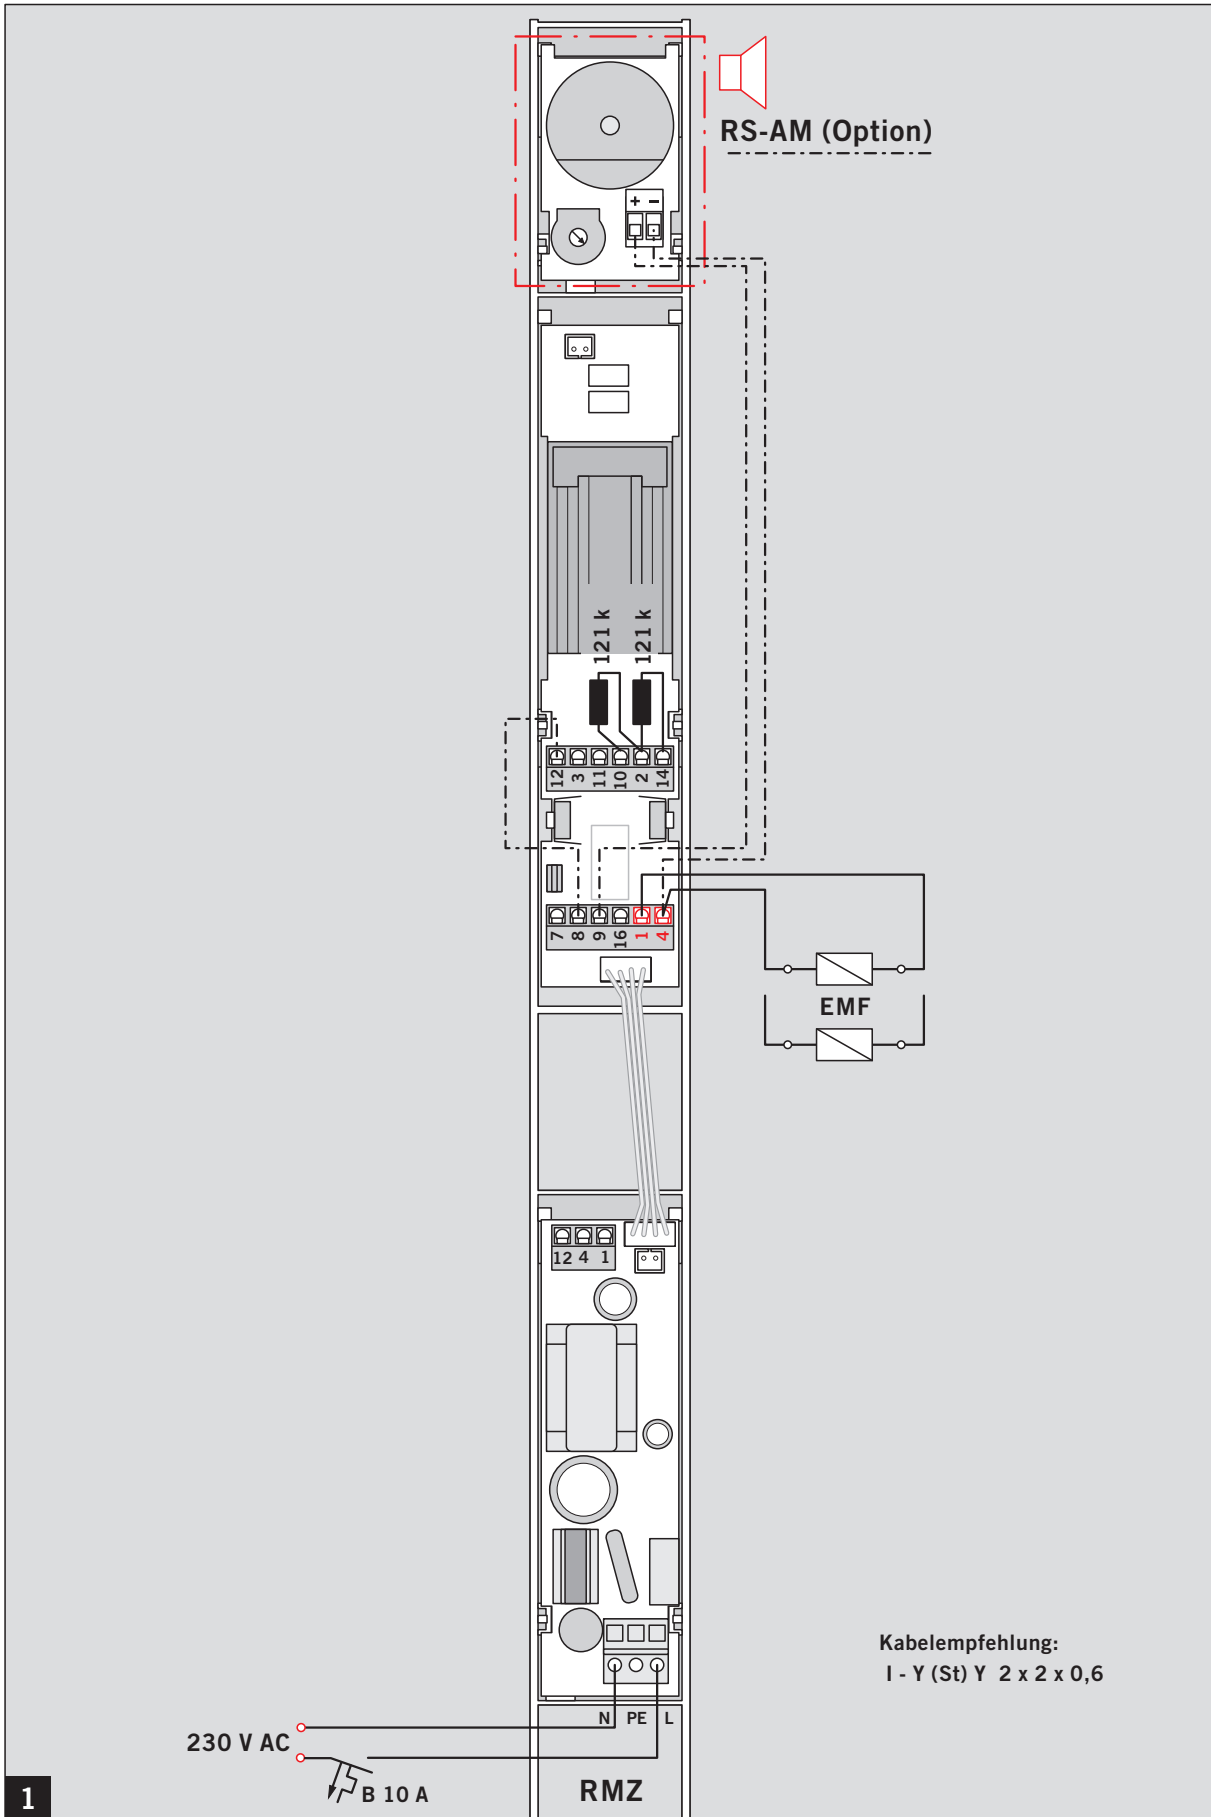 RS-AM (Option)
+ –
121 k
121 k
12 3 11 10 2 14
7 8 9 16 1 4
EMF
12 4 1
Kabelempfehlung:
I - Y (St) Y 2 x 2 x 0,6
N PE L
230 V AC
B 10 A
RMZ
1